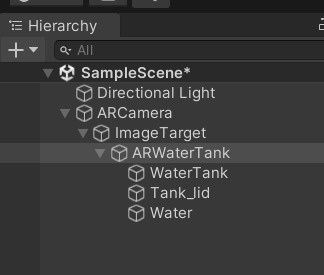 Hierarchy
All
SampleScene*
Directional Light
ARCamera
ImageTarget
ARWaterTank
WaterTank
Tank_lid
Water